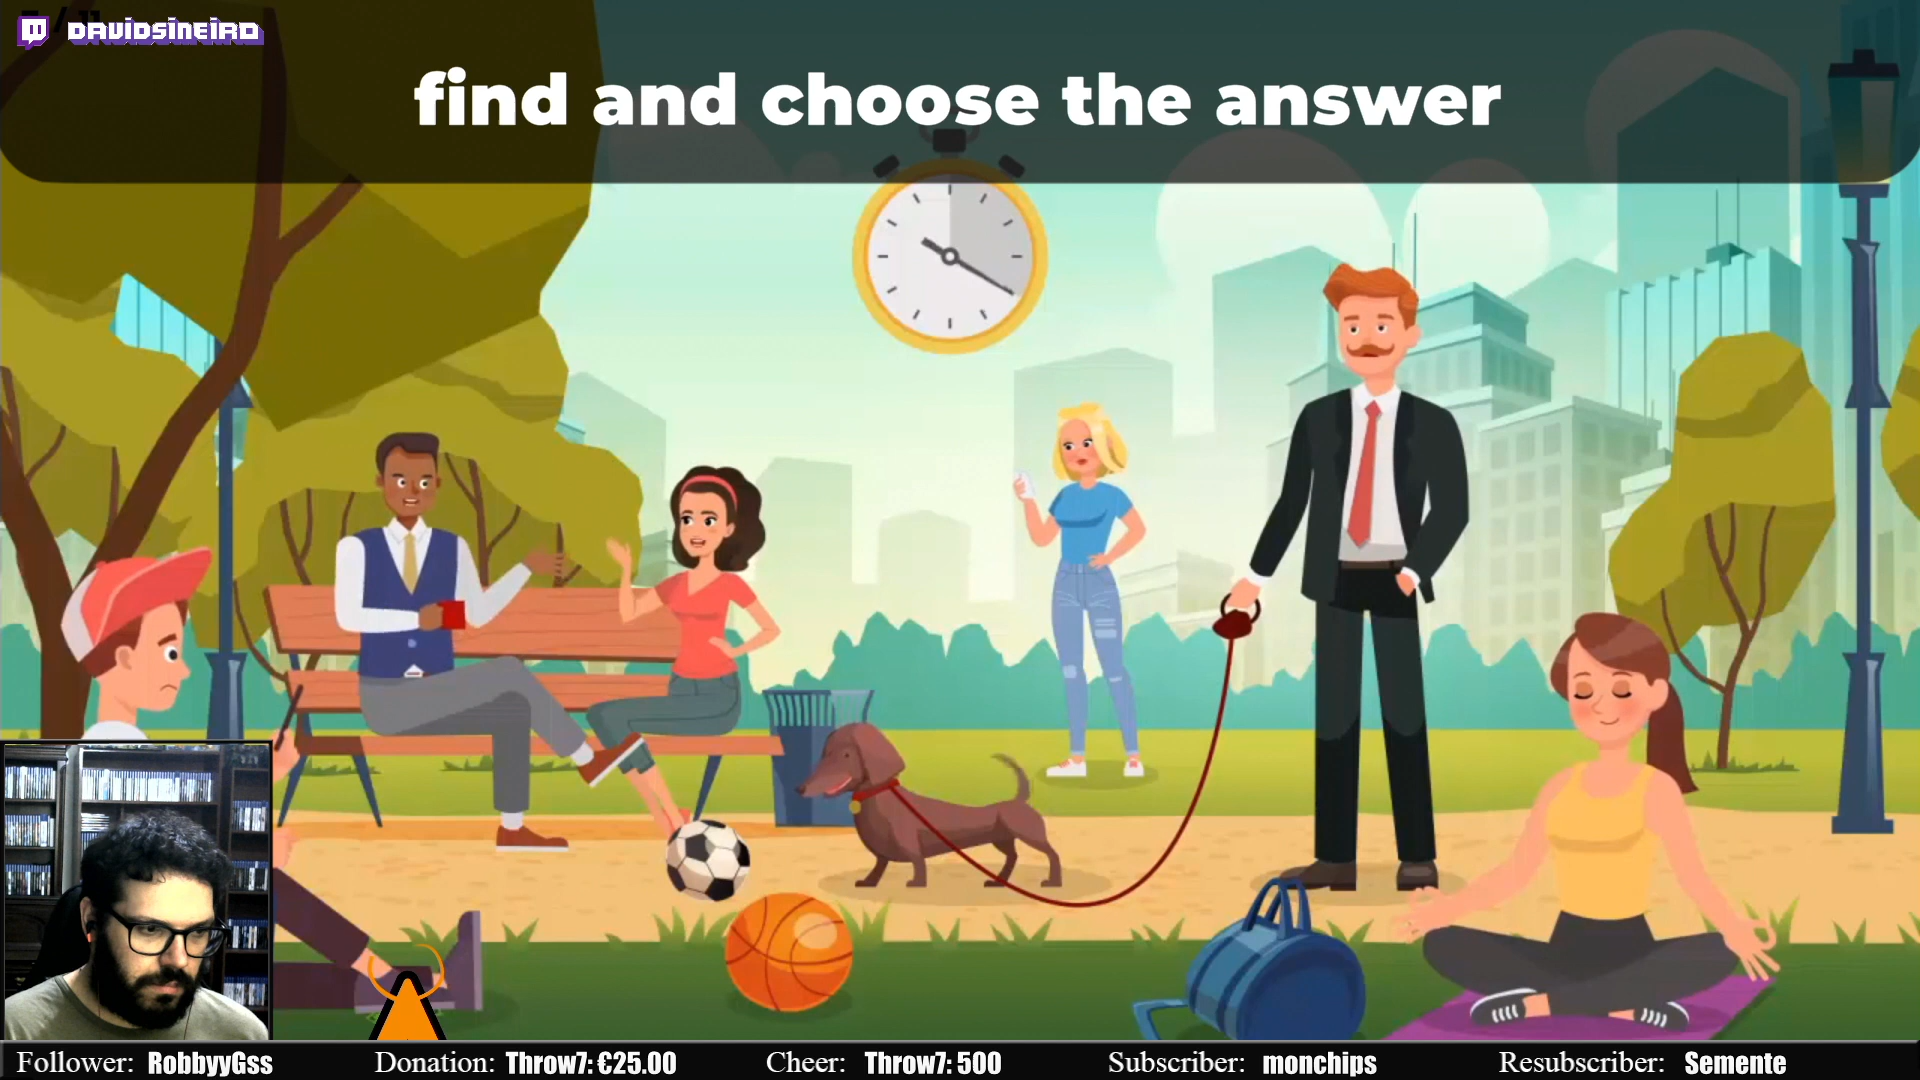 DAVIDSINEIRO
find and choose the answer
Follower: RobbyyGss
Donation: Throw7: €25.00
Cheer: Throw7: 500
Subscriber: monchips
Resubscriber: Semente